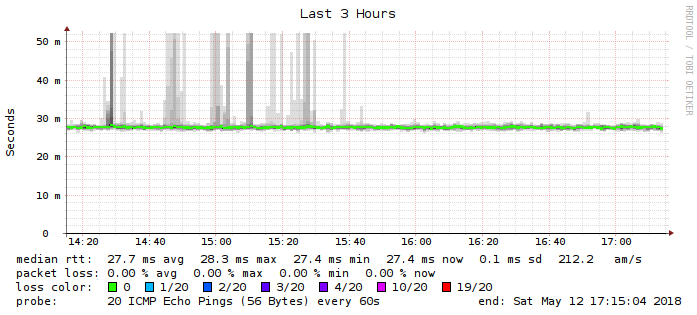 Last 3 Hours
RRDTOOL / TOBI OETIKER
Seconds
50 m
40 m
30 m
20 m
10 m
0
14:20 14:40 15:00 15:20 15:40 16:00 16:20 16:40 17:00
median rtt: 27.7 ms avg 28.3 ms max 27.4 ms min 27.4 ms now 0.1 ms sd 212.2 am/s
packet loss: 0.00 % avg 0.00 % max 0.00 % min 0.00 % now
loss color: 0 1/20 2/20 3/20 4/20 10/20 19/20
probe: 20 ICMP Echo Pings (56 Bytes) every 60s end: Sat May 12 17:15:04 2018